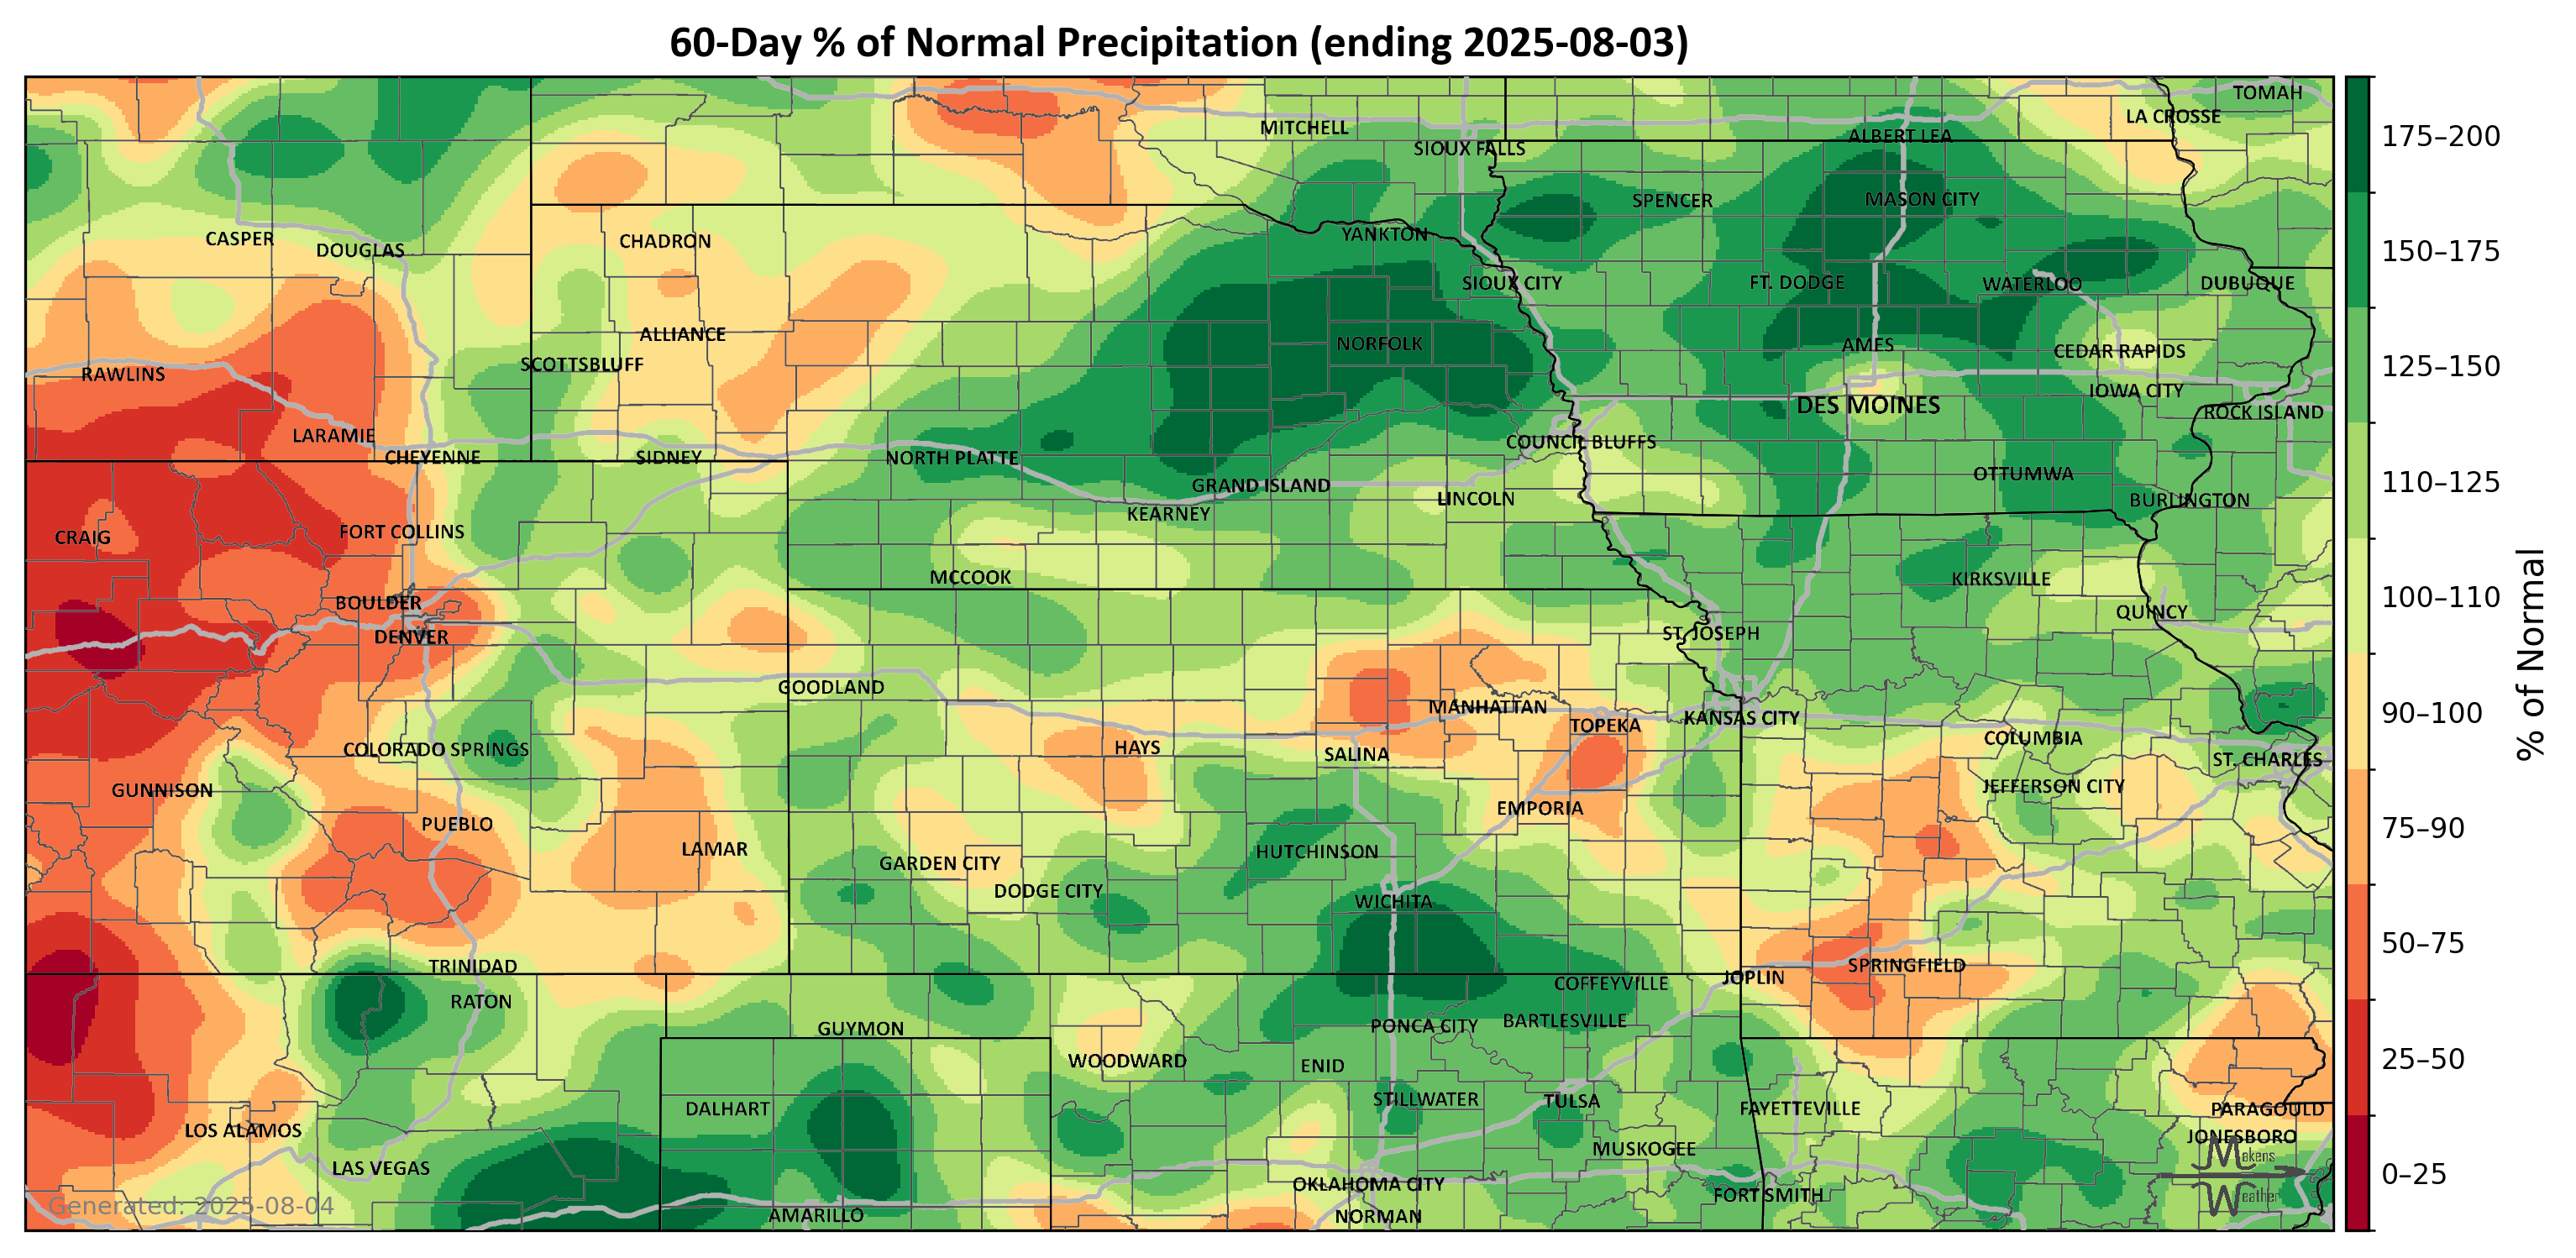 60-Day % of Normal Precipitation (ending 2025-08-03)
TOMAH
LA CROSSE
MITCHELL
ALBERT LEA
SIOUX FALLS
SPENCER
MASON CITY
YANKTON
CASPER
CHADRON
DOUGLAS
SIOUX CITY
FT. DODGE
WATERLOO
DUBUQUE
ALLIANCE
NORFOLK
AMES
CEDAR RAPIDS
SCOTTSBLUFF
RAWLINS
IOWA CITY
DES MOINES
ROCK ISLAND
LARAMIE
COUNCIL BLUFFS
CHEYENNE
SIDNEY
NORTH PLATTE
OTTUMWA
GRAND ISLAND
LINCOLN
BURLINGTON
KEARNEY
FORT COLLINS
CRAIG
MCCOOK
KIRKSVILLE
BOULDER
QUINCY
DENVER
ST. JOSEPH
GOODLAND
MANHATTAN
KANSAS CITY
TOPEKA
COLUMBIA
COLORADO SPRINGS
HAYS
SALINA
ST. CHARLES
GUNNISON
JEFFERSON CITY
EMPORIA
PUEBLO
LAMAR
HUTCHINSON
GARDEN CITY
DODGE CITY
WICHITA
TRINIDAD
SPRINGFIELD
JOPLIN
COFFEYVILLE
RATON
BARTLESVILLE
PONCA CITY
GUYMON
WOODWARD
ENID
STILLWATER
TULSA
DALHART
FAYETTEVILLE
PARAGOULD
LOS ALAMOS
JONESBORO
MUSKOGEE
LAS VEGAS
OKLAHOMA CITY
FORT SMITH
AMARILLO
NORMAN
Generated: 2025-08-04
Makens
Weather
175–200
150–175
125–150
110–125
100–110
90–100
75–90
50–75
25–50
0–25
% of Normal